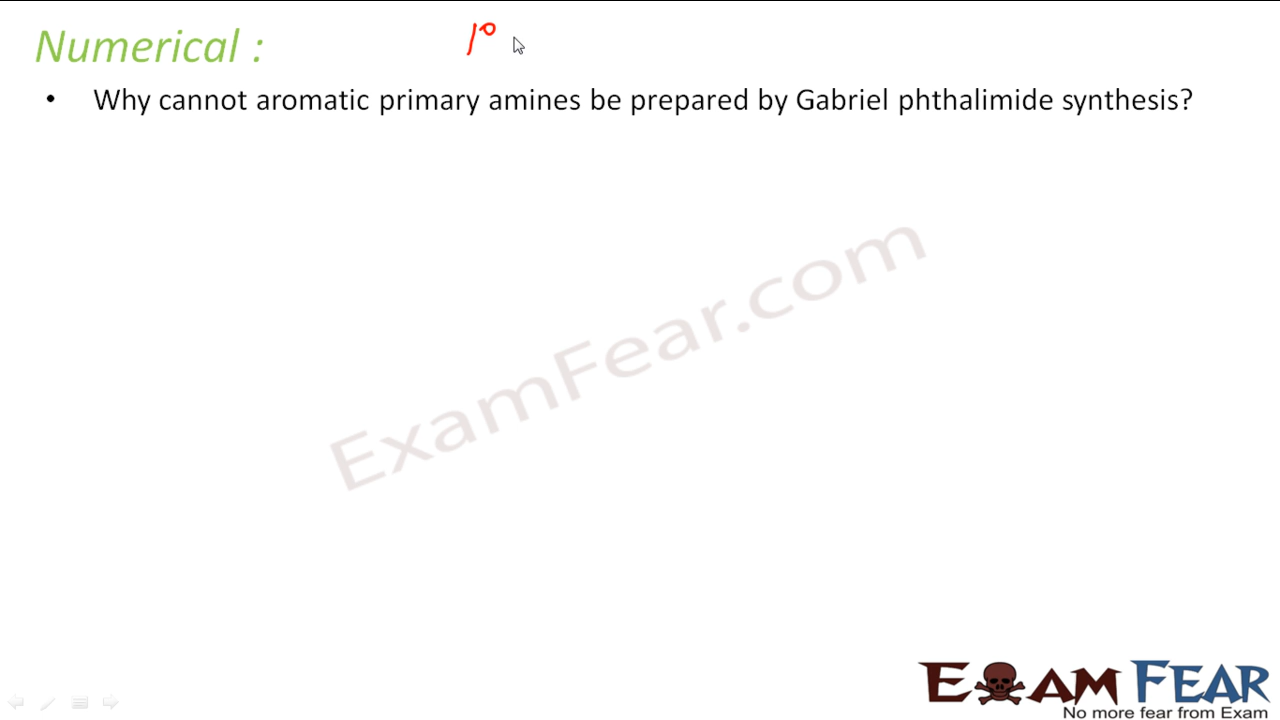 Numerical :
1°
• Why cannot aromatic primary amines be prepared by Gabriel phthalimide synthesis?
ExamFear.com
EXAM FEAR
No more fear from Exam